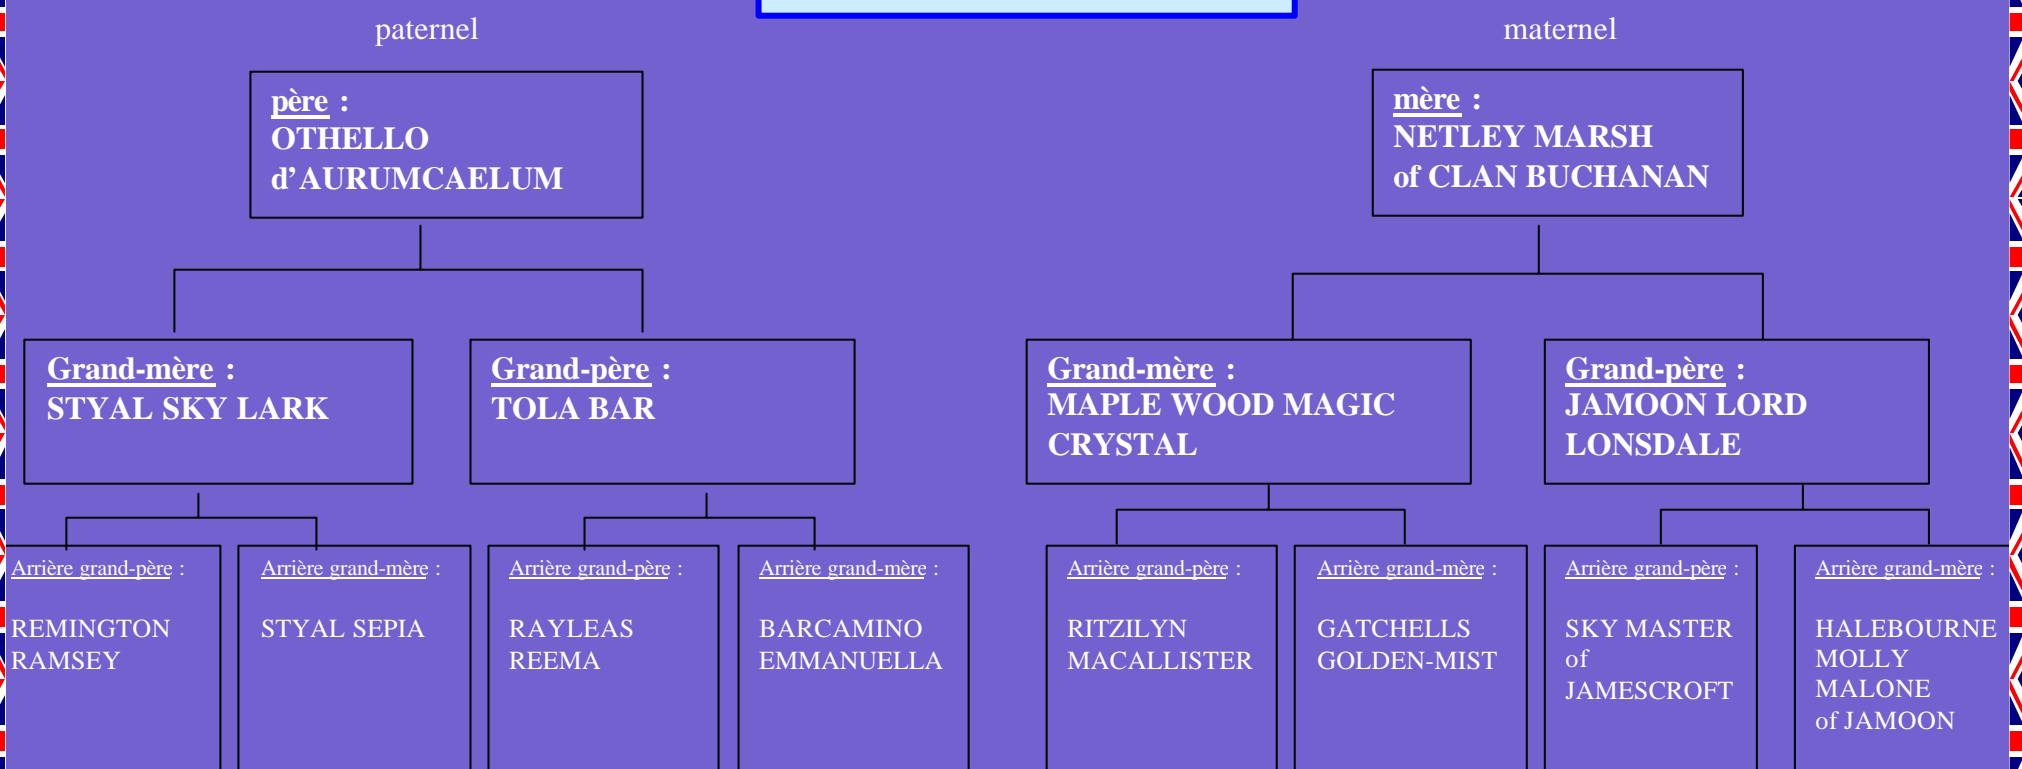 paternel
maternel
père :
OTHELLO
d’AURUMCAELUM
mère :
NETLEY MARSH
of CLAN BUCHANAN
Grand-mère :
STYAL SKY LARK
Grand-père :
TOLA BAR
Grand-mère :
MAPLE WOOD MAGIC
CRYSTAL
Grand-père :
JAMOON LORD
LONSDALE
Arrière grand-père :
REMINGTON
RAMSEY
Arrière grand-mère :
STYAL SEPIA
Arrière grand-père :
RAYLEAS
REEMA
Arrière grand-mère :
BARCAMINO
EMMANUELLA
Arrière grand-père :
RITZILYN
MACALLISTER
Arrière grand-mère :
GATCHELLS
GOLDEN-MIST
Arrière grand-père :
SKY MASTER
of
JAMESCROFT
Arrière grand-mère :
HALEBOURNE
MOLLY
MALONE
of JAMOON